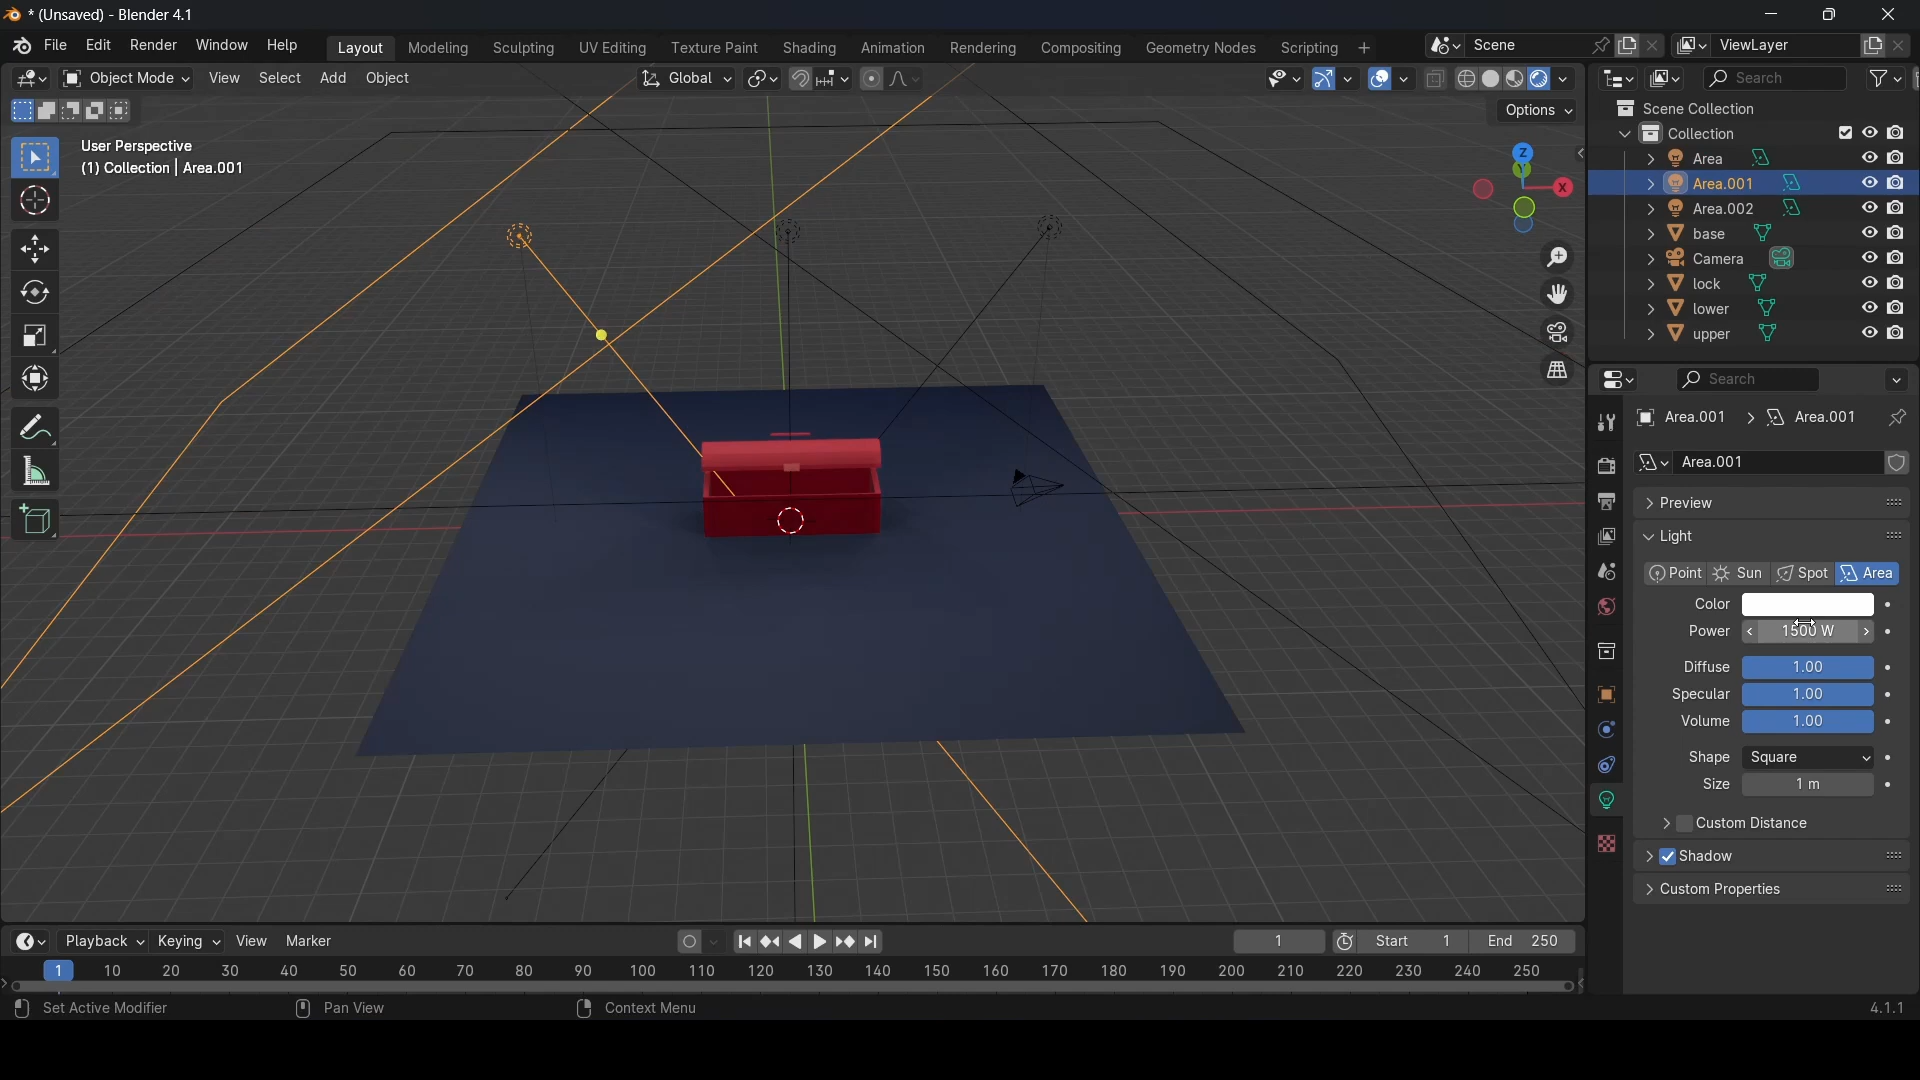 * (Unsaved) - Blender 4.1
File Edit Render Window Help Layout Modeling Sculpting UV Editing Texture Paint Shading Animation Rendering Compositing Geometry Nodes Scripting + Scene ViewLayer
Object Mode View Select Add Object Global Search
Options
User Perspective
(1) Collection | Area.001
Z
X
Scene Collection
Collection
Area
Area.001
Area.002
base
Camera
lock
lower
upper
Search
Area.001 > Area.001
Area.001
Preview
Light
Point Sun Spot Area
Color
Power 1500 W
Diffuse 1.00
Specular 1.00
Volume 1.00
Shape Square
Size 1 m
Custom Distance
Shadow
Custom Properties
Playback Keying View Marker 1 Start 1 End 250
1 10 20 30 40 50 60 70 80 90 100 110 120 130 140 150 160 170 180 190 200 210 220 230 240 250
Set Active Modifier Pan View Context Menu 4.1.1